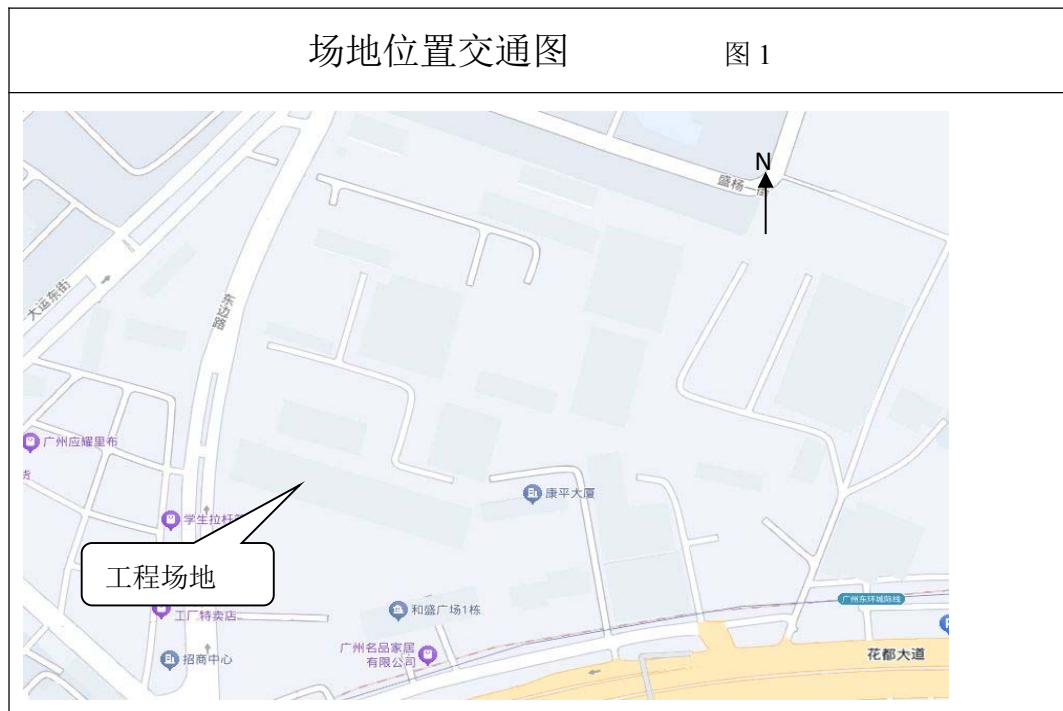 场地位置交通图 图 1
N
盛杨一街
大运东街
东边路
广州应耀里布
货
康平大厦
学生拉杆
工程场地
工厂特卖店
和盛广场1栋
广州东环城际线
广州名品家居
有限公司
招商中心
花都大道
P